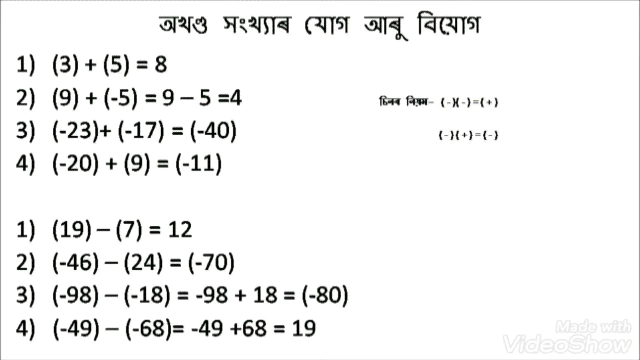 অখণ্ড সংখ্যাৰ যোগ আৰু বিয়োগ
1) (3) + (5) = 8
2) (9) + (-5) = 9 – 5 =4
চিনৰ নিয়ম– (-)(-)=(+)
3) (-23)+ (-17) = (-40)
(-)(+)=(-)
4) (-20) + (9) = (-11)
1) (19) – (7) = 12
2) (-46) – (24) = (-70)
3) (-98) – (-18) = -98 + 18 = (-80)
4) (-49) – (-68)= -49 +68 = 19
Made with
VideoShow